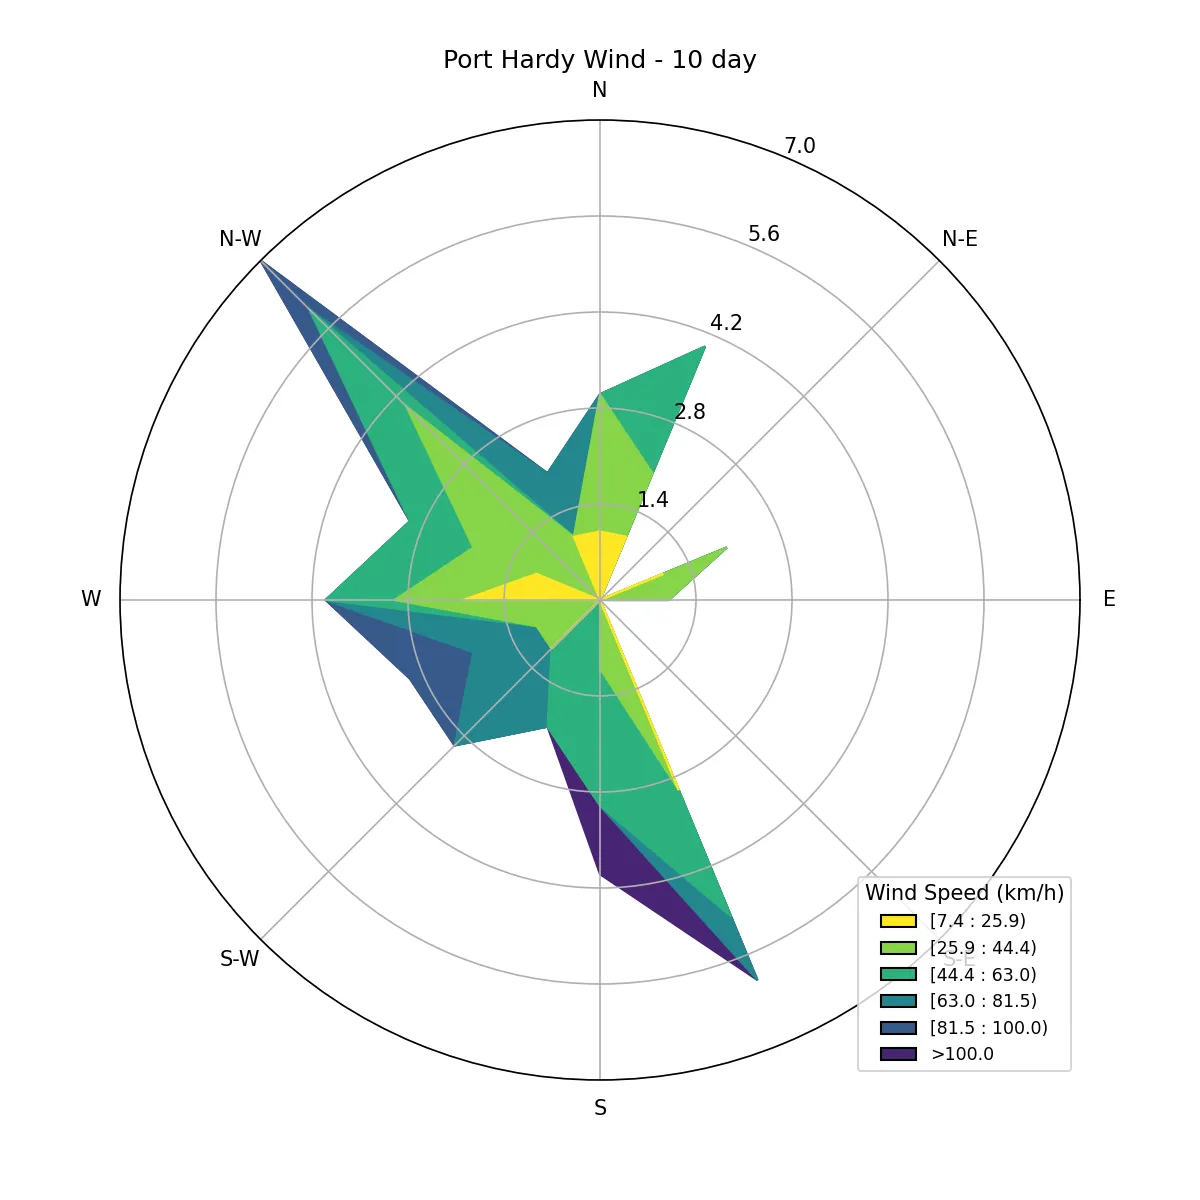 Port Hardy Wind - 10 day
N
7.0
N-W
5.6
N-E
4.2
2.8
1.4
W
E
S-W
S-E
S
Wind Speed (km/h)
[7.4 : 25.9)
[25.9 : 44.4)
[44.4 : 63.0)
[63.0 : 81.5)
[81.5 : 100.0)
>100.0